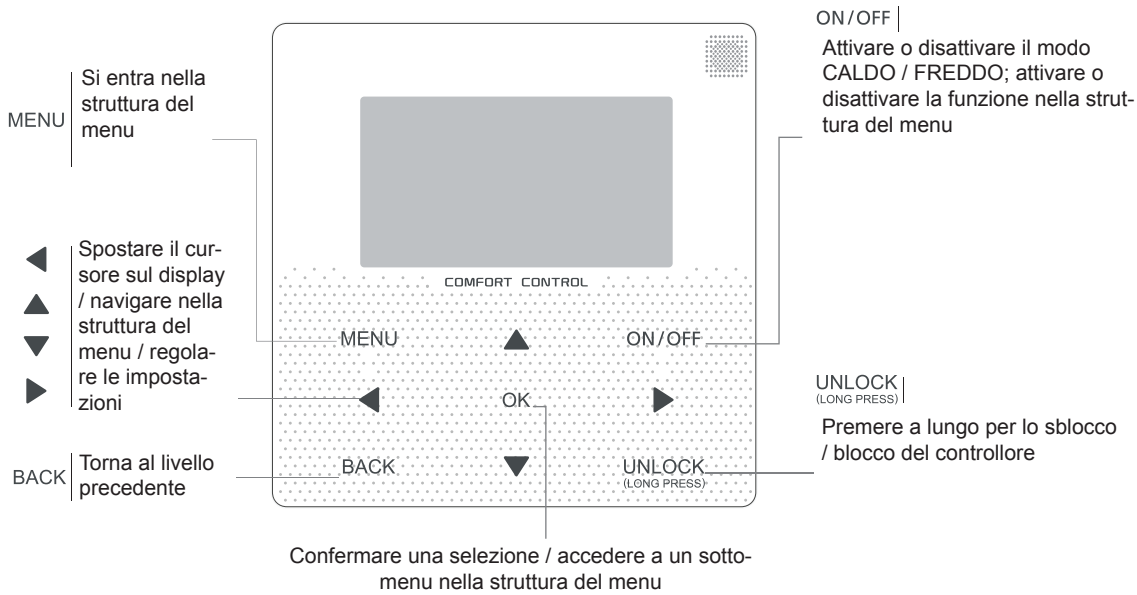 ON/OFF
Attivare o disattivare il modo
CALDO / FREDDO; attivare o
disattivare la funzione nella strut-
tura del menu
MENU
Si entra nella
struttura del
menu
Spostare il cur-
sore sul display
/ navigare nella
struttura del
menu / regola-
re le imposta-
zioni
BACK
Torna al livello
precedente
COMFORT CONTROL
MENU
ON/OFF
OK
BACK
UNLOCK
(LONG PRESS)
UNLOCK
(LONG PRESS)
Premere a lungo per lo sblocco
/ blocco del controllore
Confermare una selezione / accedere a un sotto-
menu nella struttura del menu